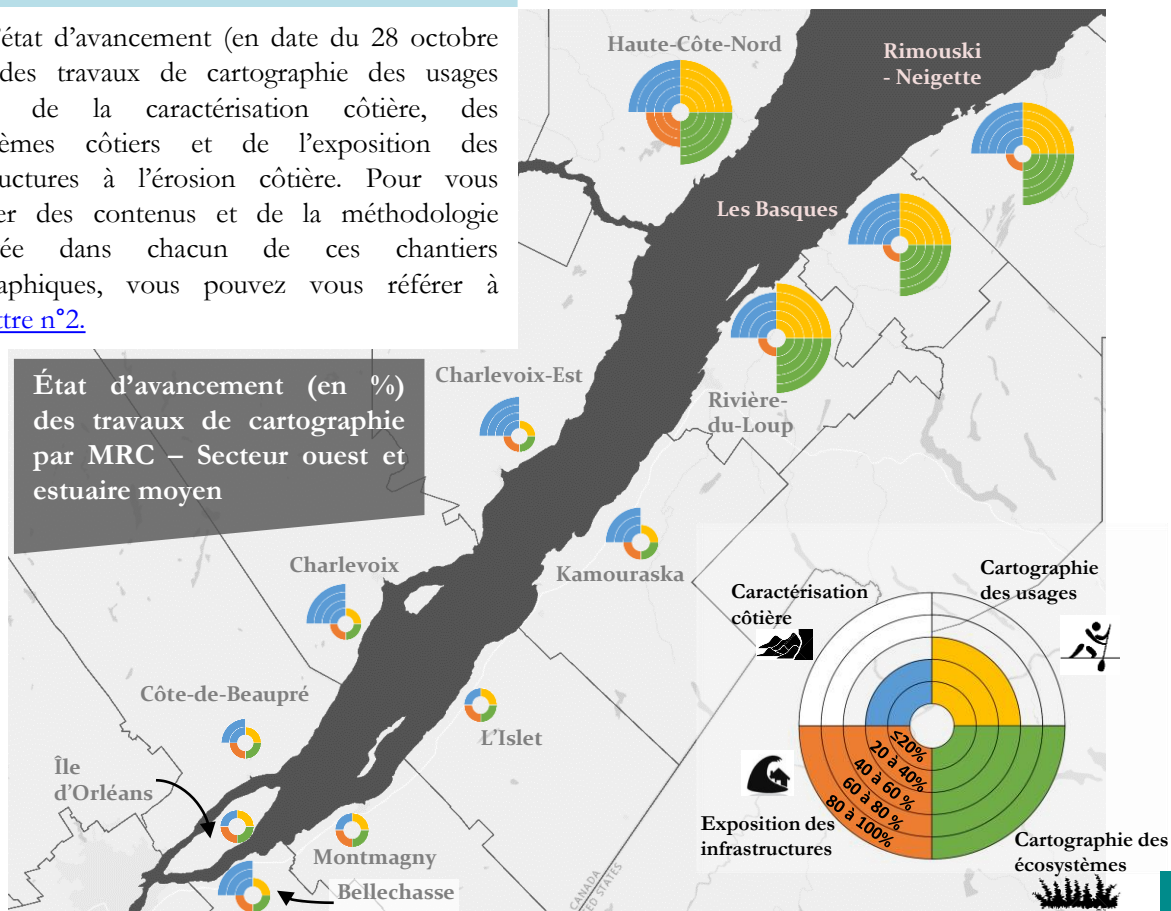 état d’avancement (en date du 28 octobre
des travaux de cartographie des usages
de la caractérisation côtière, des
èmes côtiers et de l’exposition des
uctures à l’érosion côtière. Pour vous
er des contenus et de la méthodologie
ée dans chacun de ces chantiers
aphiques, vous pouvez vous référer à
ttre n°2.
Haute-Côte-Nord
Rimouski
- Neigette
Les Basques
État d’avancement (en %)
des travaux de cartographie
par MRC – Secteur ouest et
estuaire moyen
Charlevoix-Est
Rivière-
du-Loup
Charlevoix
Kamouraska
Côte-de-Beaupré
L’Islet
Île
d’Orléans
Montmagny
Bellechasse
Caractérisation
côtière
Cartographie
des usages
≤20%
20 à 40%
40 à 60 %
60 à 80 %
80 à 100%
Exposition des
infrastructures
Cartographie des
écosystèmes
CANADA
ED STATES